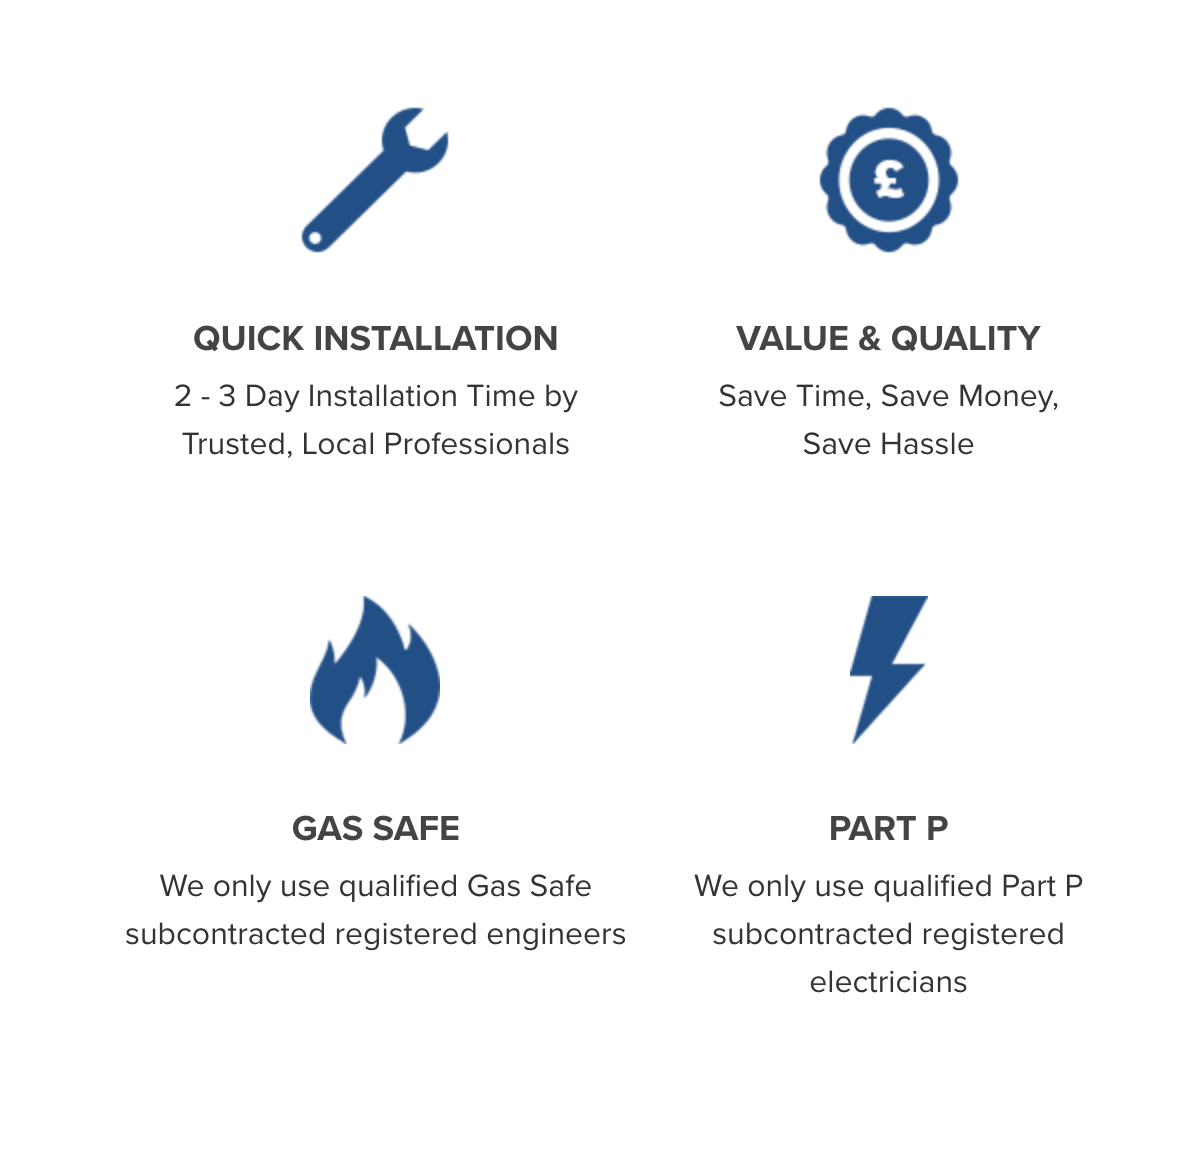 £
QUICK INSTALLATION
2 - 3 Day Installation Time by
Trusted, Local Professionals
VALUE & QUALITY
Save Time, Save Money,
Save Hassle
GAS SAFE
We only use qualified Gas Safe
subcontracted registered engineers
PART P
We only use qualified Part P
subcontracted registered
electricians